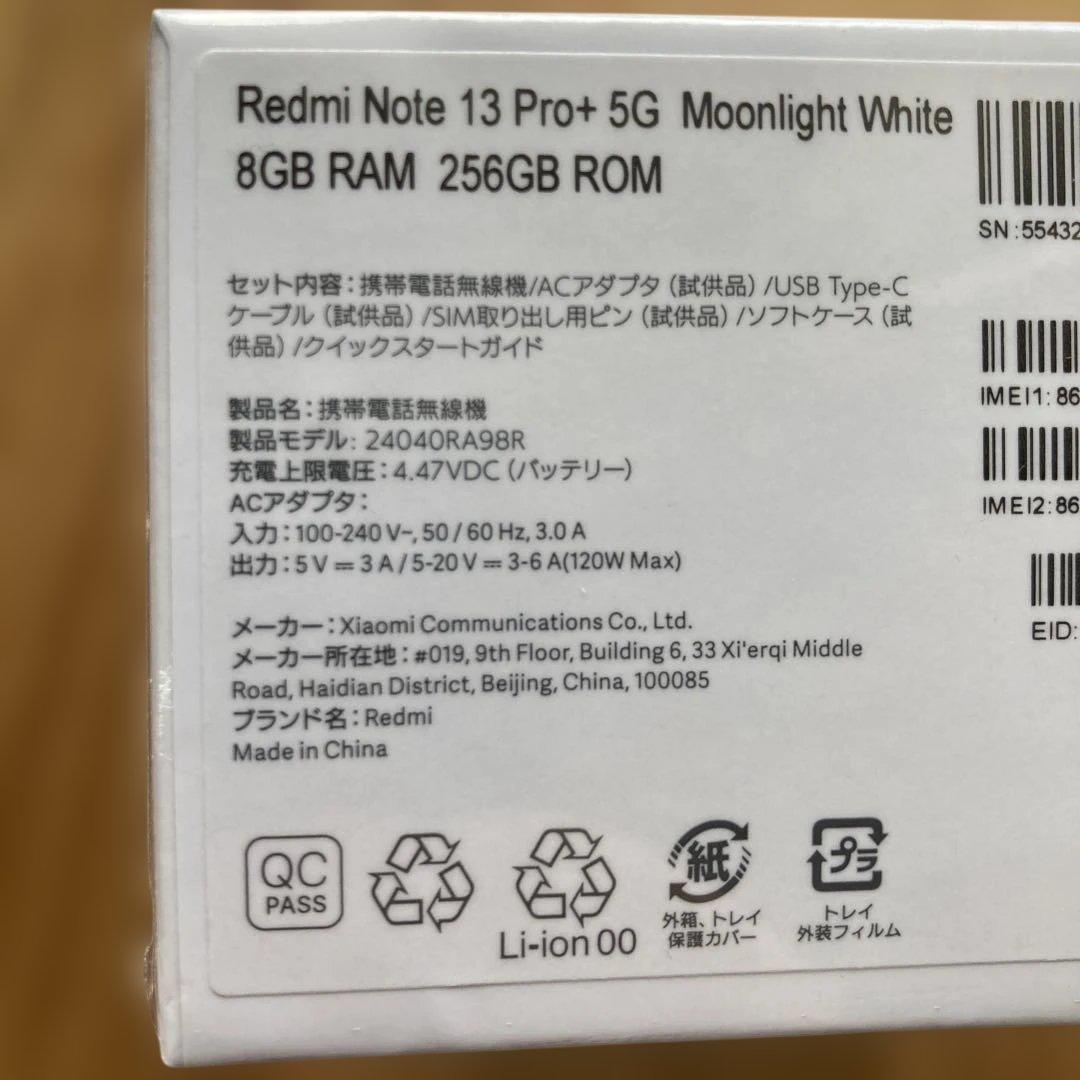 Redmi Note 13 Pro+ 5G Moonlight White
8GB RAM 256GB ROM
SN:55432
セット内容:携帯電話無線機/ACアダプタ(試供品)/USB Type-C
ケーブル(試供品)/SIM取り出し用ピン(試供品)/ソフトケース(試
供品)/クイックスタートガイド
IMEI1:86
製品名:携帯電話無線機
製品モデル: 24040RA98R
充電上限電圧:4.47VDC(バッテリー)
ACアダプタ:
入力:100-240 V~, 50 / 60 Hz, 3.0 A
出力:5 V ⎓ 3 A / 5-20 V ⎓ 3-6 A(120W Max)
IMEI2:86
メーカー:Xiaomi Communications Co., Ltd.
メーカー所在地:#019, 9th Floor, Building 6, 33 Xi'erqi Middle
Road, Haidian District, Beijing, China, 100085
ブランド名:Redmi
Made in China
EID:
QC
PASS
Li-ion 00
紙
外箱、トレイ
保護カバー
プラ
トレイ
外装フィルム